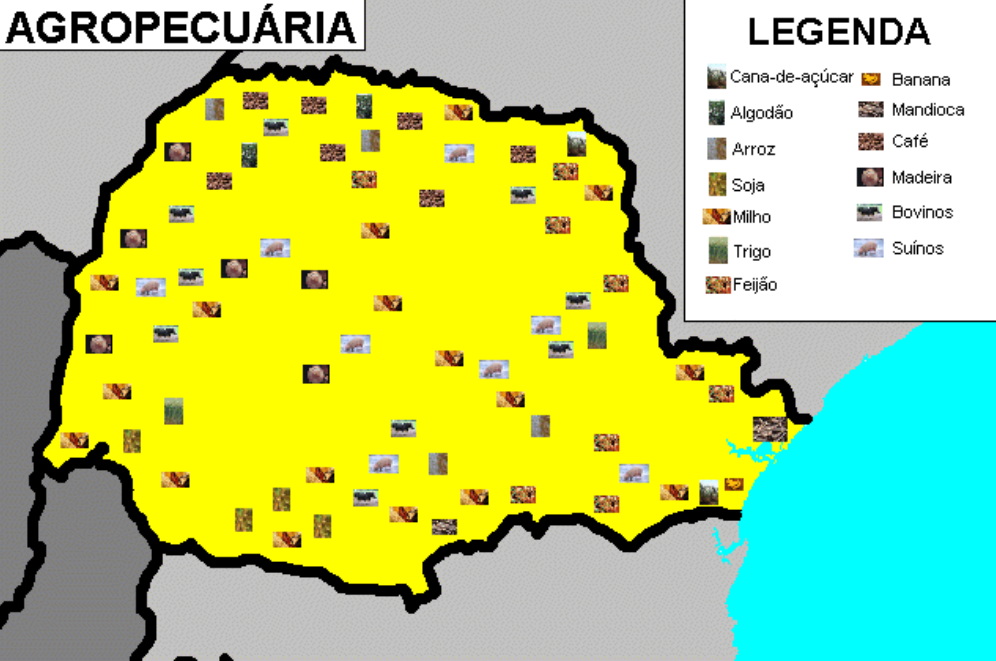 AGROPECUÁRIA
LEGENDA
Cana-de-açúcar
Algodão
Arroz
Soja
Milho
Trigo
Feijão
Banana
Mandioca
Café
Madeira
Bovinos
Suínos